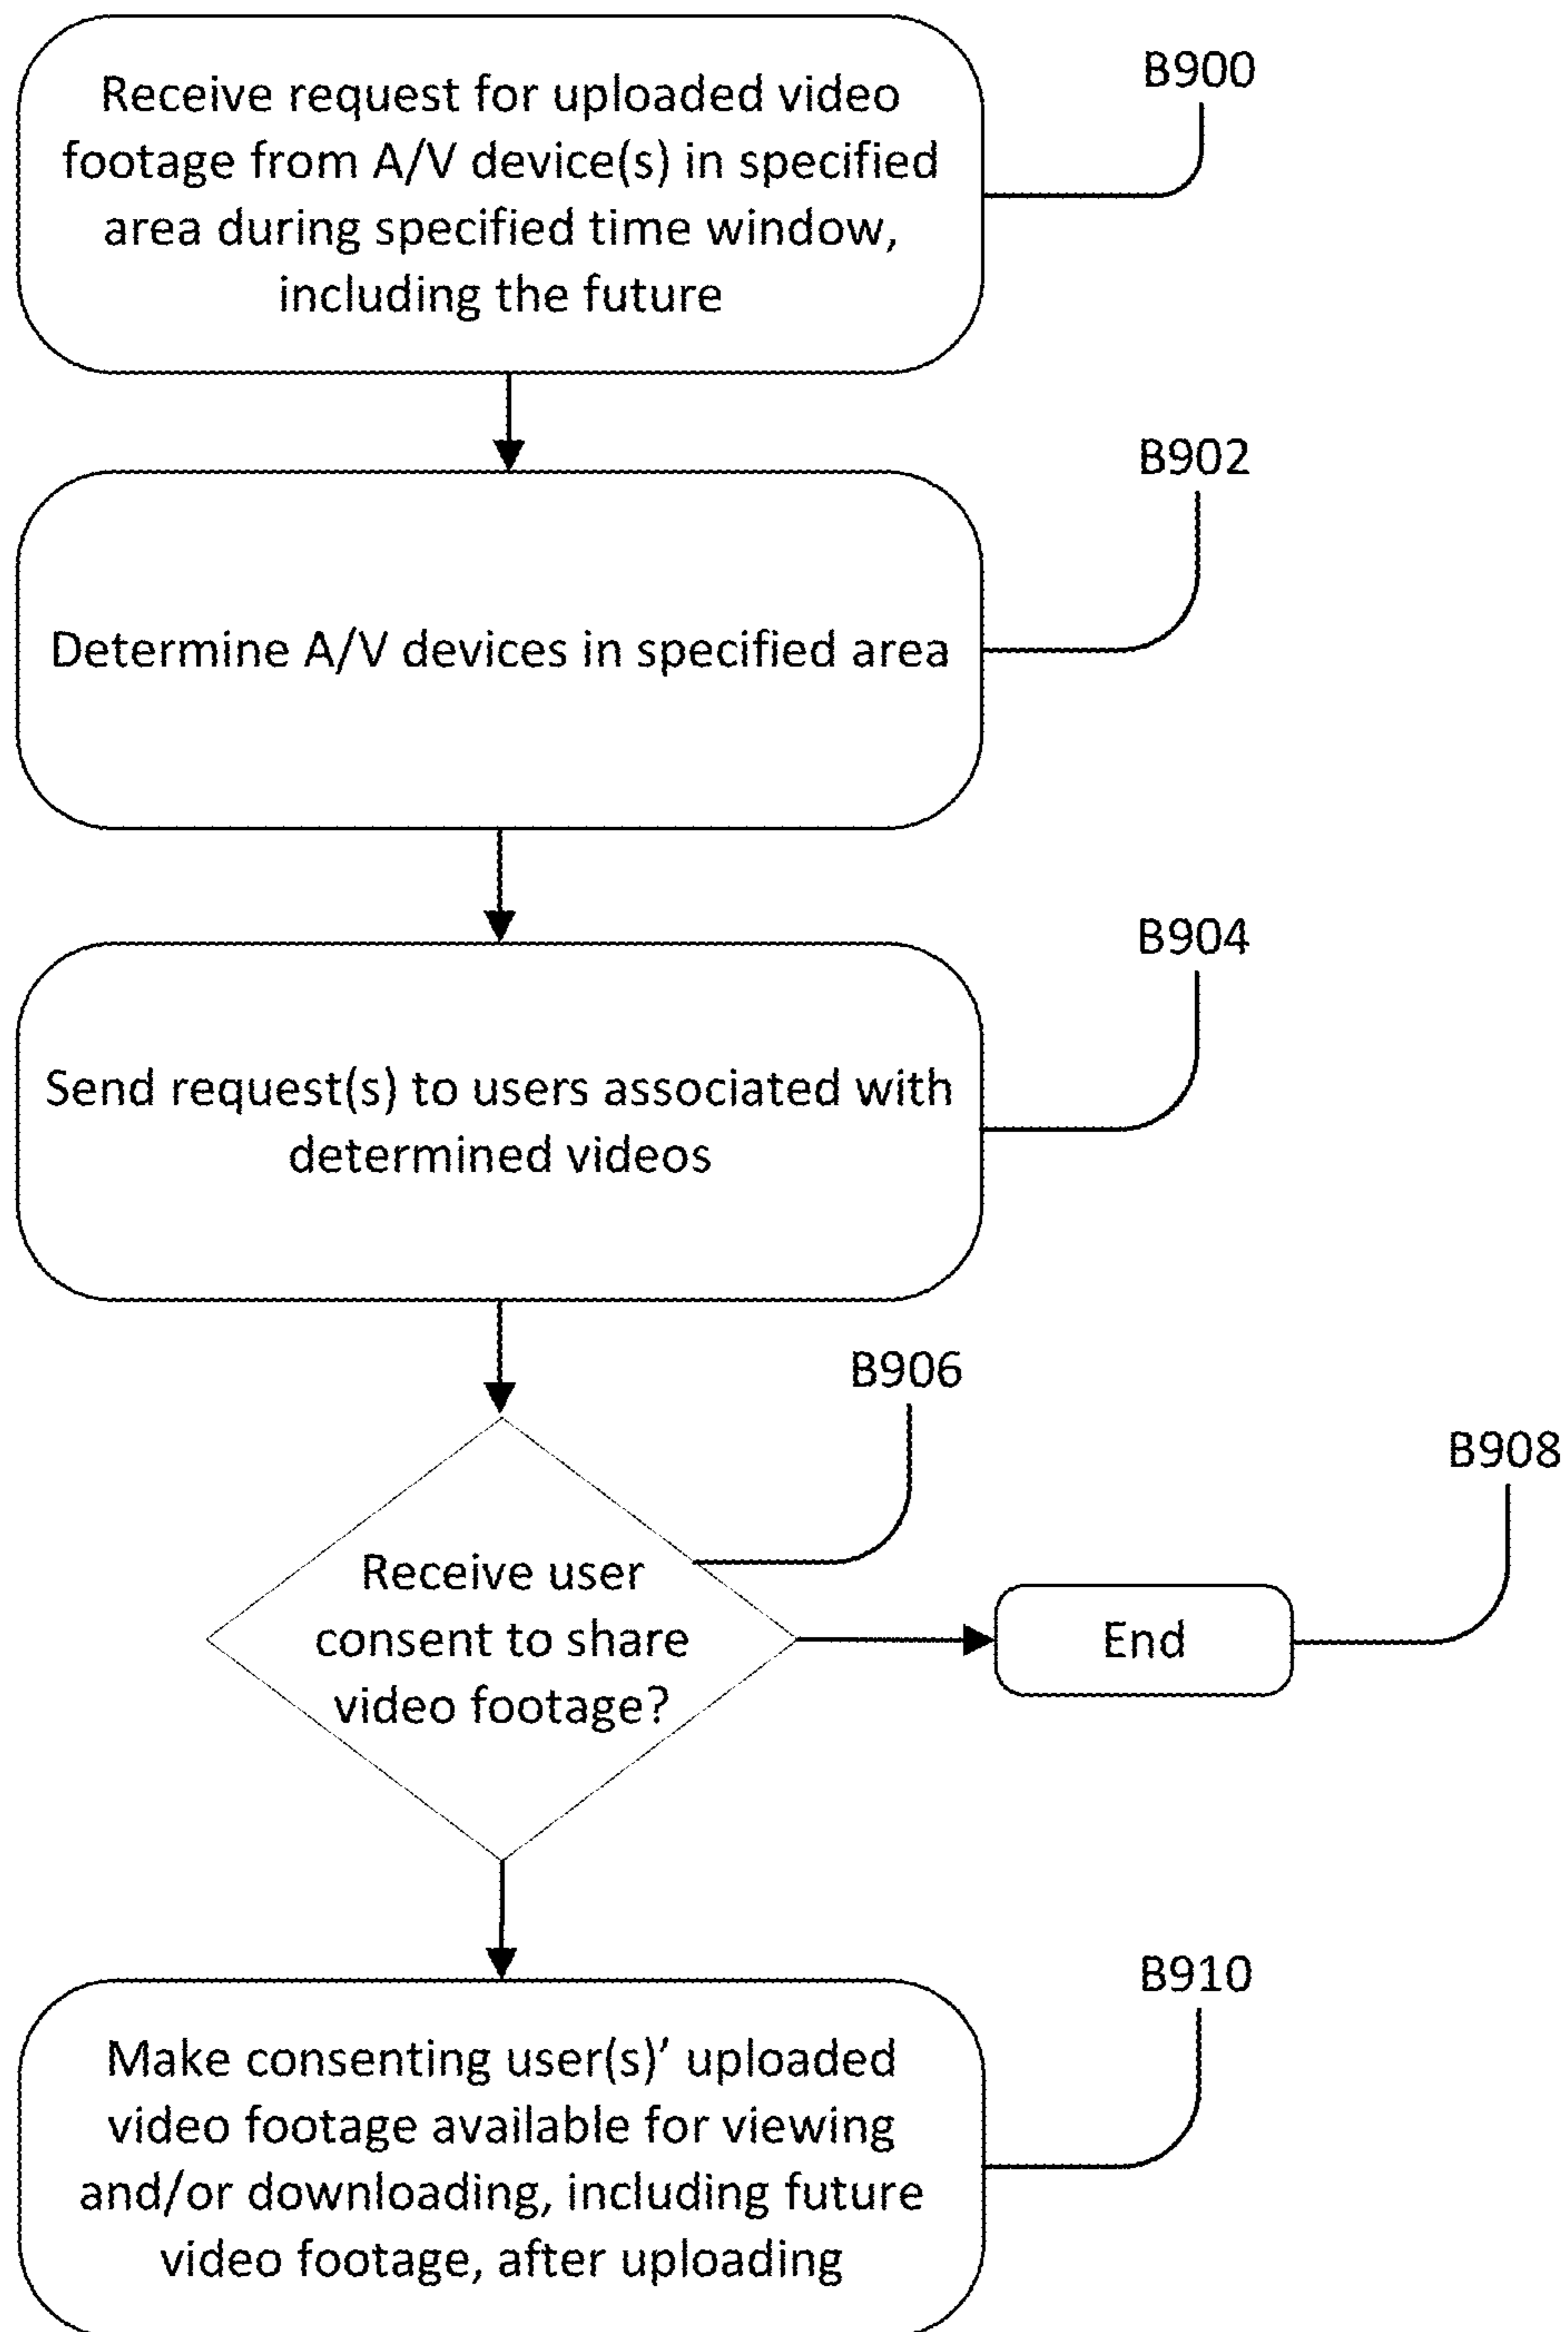 Receive request for uploaded video
footage from A/V device(s) in specified
area during specified time window,
including the future
B900
Determine A/V devices in specified area
B902
Send request(s) to users associated with
determined videos
B904
Receive user
consent to share
video footage?
B906
End
B908
Make consenting user(s)' uploaded
video footage available for viewing
and/or downloading, including future
video footage, after uploading
B910